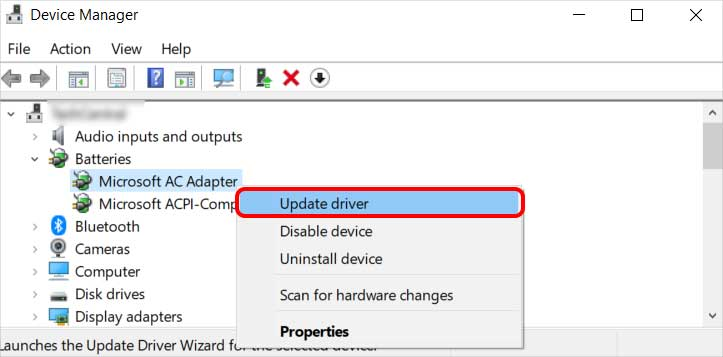 Device Manager
File Action View Help
Audio inputs and outputs
Batteries
Microsoft AC Adapter
Microsoft ACPI-Comp
Bluetooth
Cameras
Computer
Disk drives
Display adapters
Update driver
Disable device
Uninstall device
Scan for hardware changes
Properties
Launches the Update Driver Wizard for the selected device.